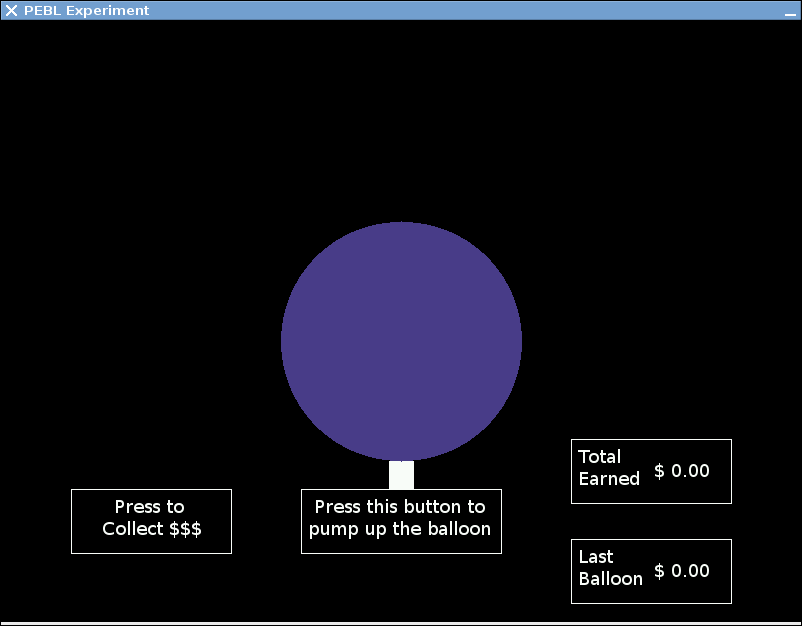 PEBL Experiment
Press to
Collect $$$
Press this button to
pump up the balloon
Total
Earned
$ 0.00
Last
Balloon
$ 0.00